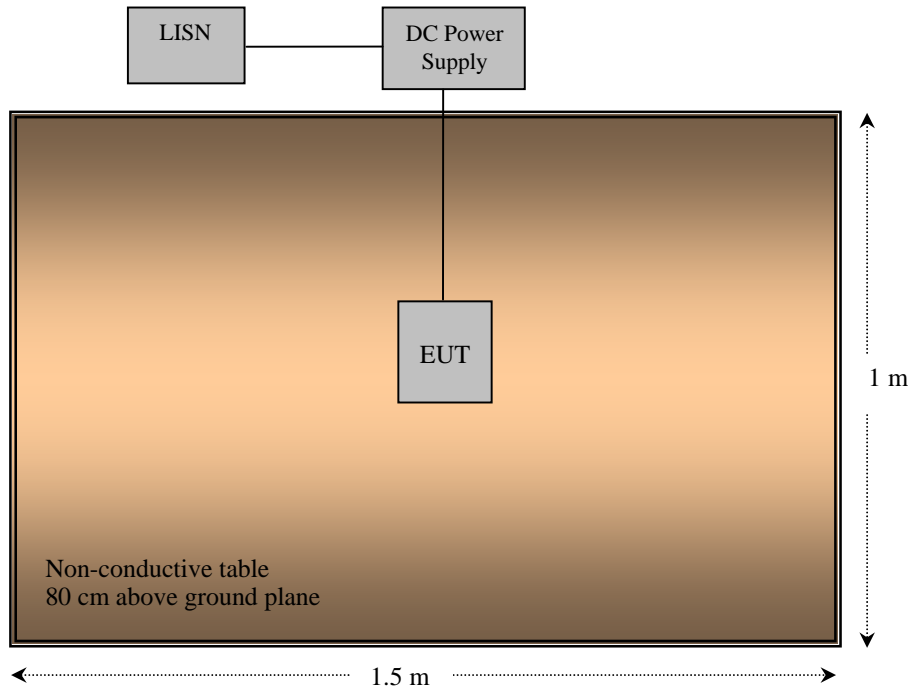 LISN
DC Power
Supply
EUT
1 m
Non-conductive table
80 cm above ground plane
1.5 m